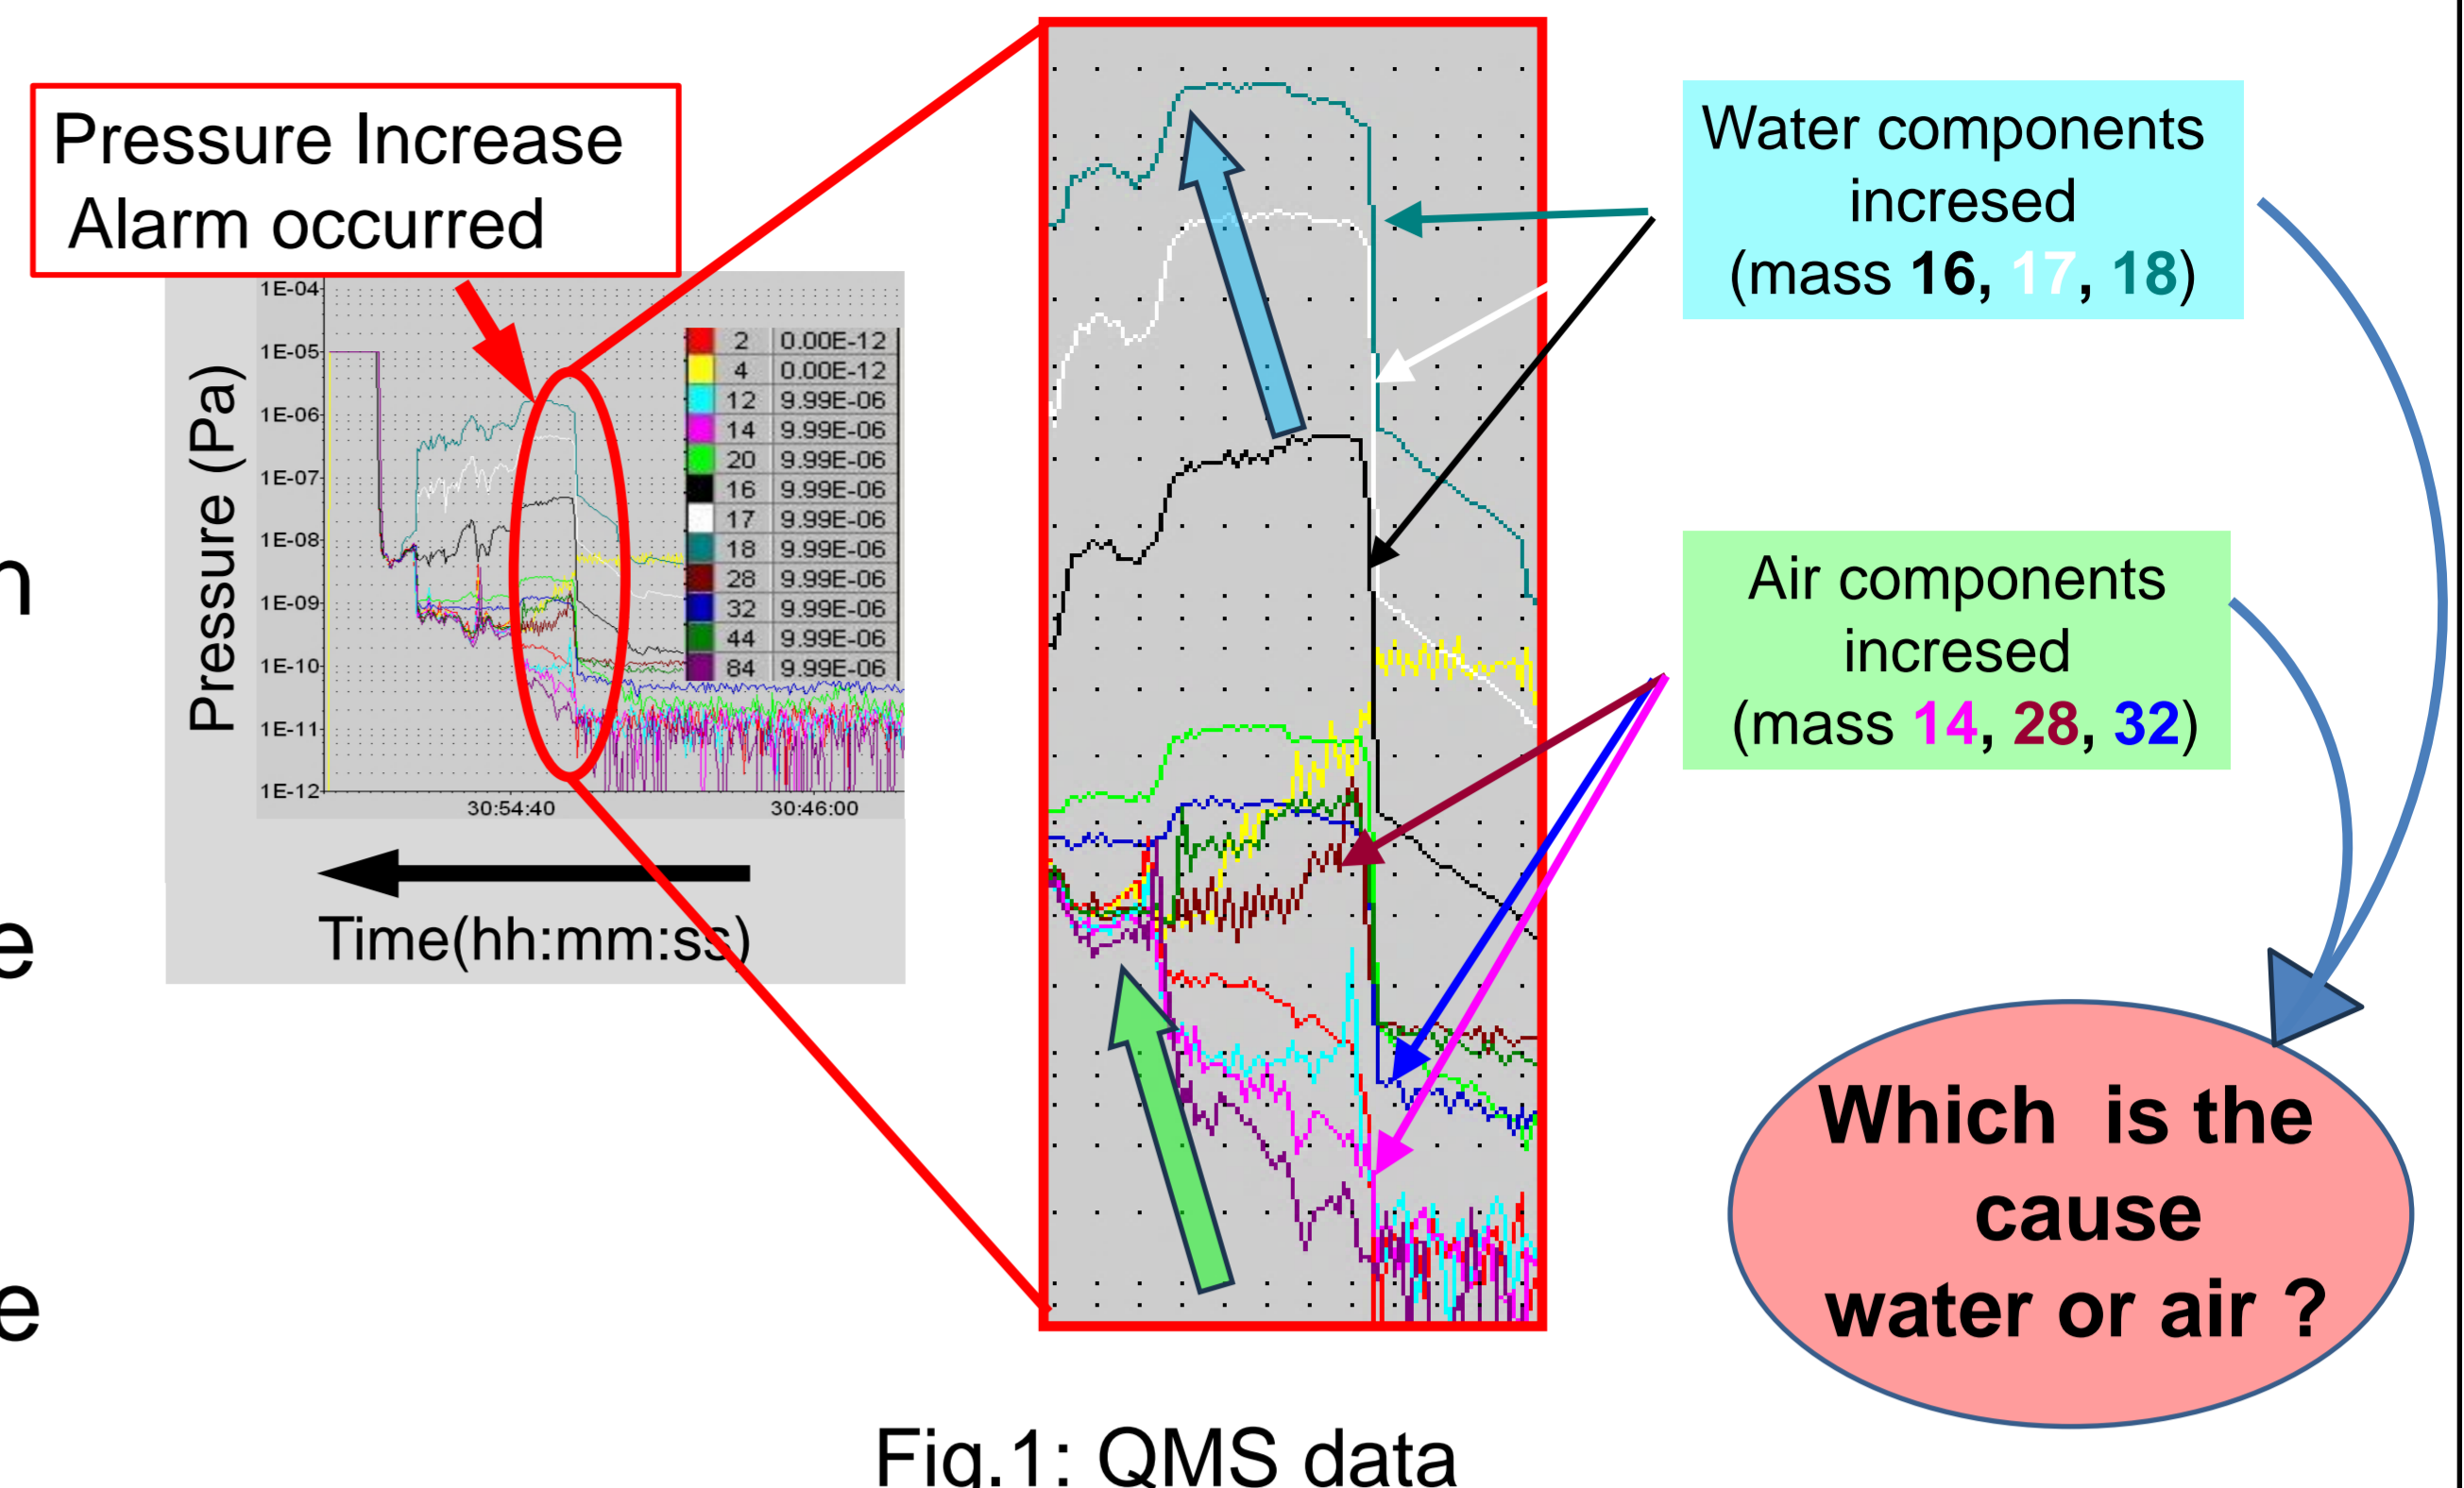 Pressure Increase
Alarm occurred
Pressure (Pa)
1E-04
1E-05
1E-06
1E-07
1E-08
1E-09
1E-10
1E-11
1E-12
2 0.00E-12
4 0.00E-12
12 9.99E-06
14 9.99E-06
20 9.99E-06
16 9.99E-06
17 9.99E-06
18 9.99E-06
28 9.99E-06
32 9.99E-06
44 9.99E-06
84 9.99E-06
30:54:40 30:46:00
Time(hh:mm:ss)
Water components
incresed
(mass 16, 17, 18)
Air components
incresed
(mass 14, 28, 32)
Which is the
cause
water or air ?
n
e
e
Fig.1: QMS data